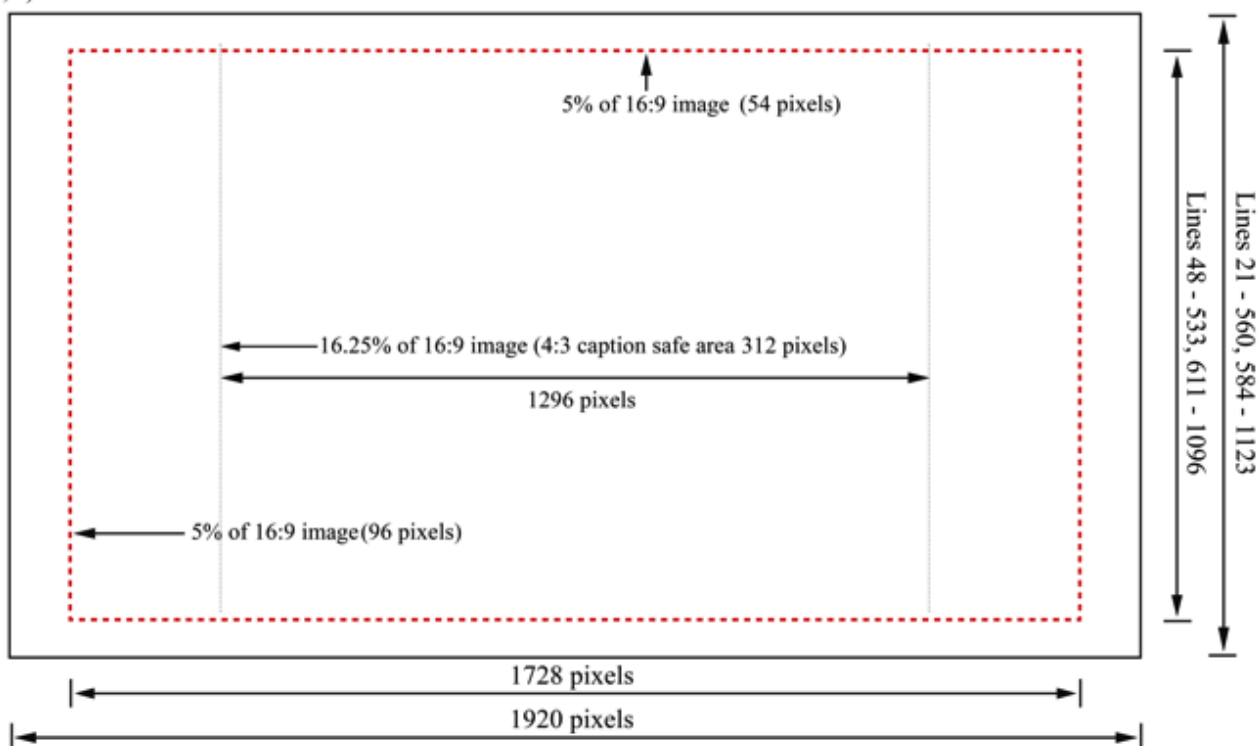 5% of 16:9 image (54 pixels)
16.25% of 16:9 image (4:3 caption safe area 312 pixels)
1296 pixels
5% of 16:9 image (96 pixels)
Lines 48 - 533, 611 - 1096
Lines 21 - 560, 584 - 1123
1728 pixels
1920 pixels